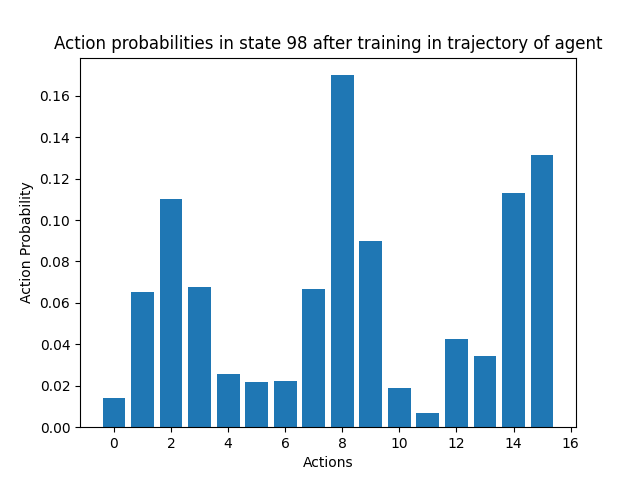 Action probabilities in state 98 after training in trajectory of agent
0.16
0.14
0.12
0.10
0.08
0.06
0.04
0.02
0.00
Action Probability
0 2 4 6 8 10 12 14 16
Actions